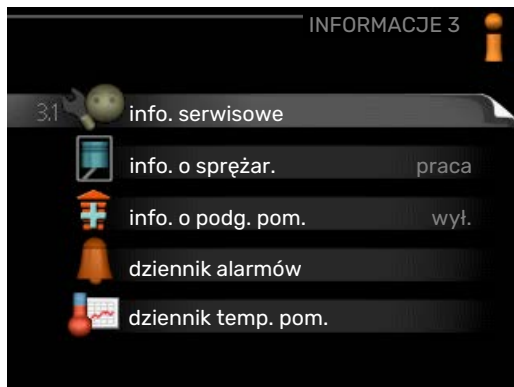 INFORMACJE 3
3.1 info. serwisowe
info. o sprężar. praca
info. o podg. pom. wył.
dziennik alarmów
dziennik temp. pom.